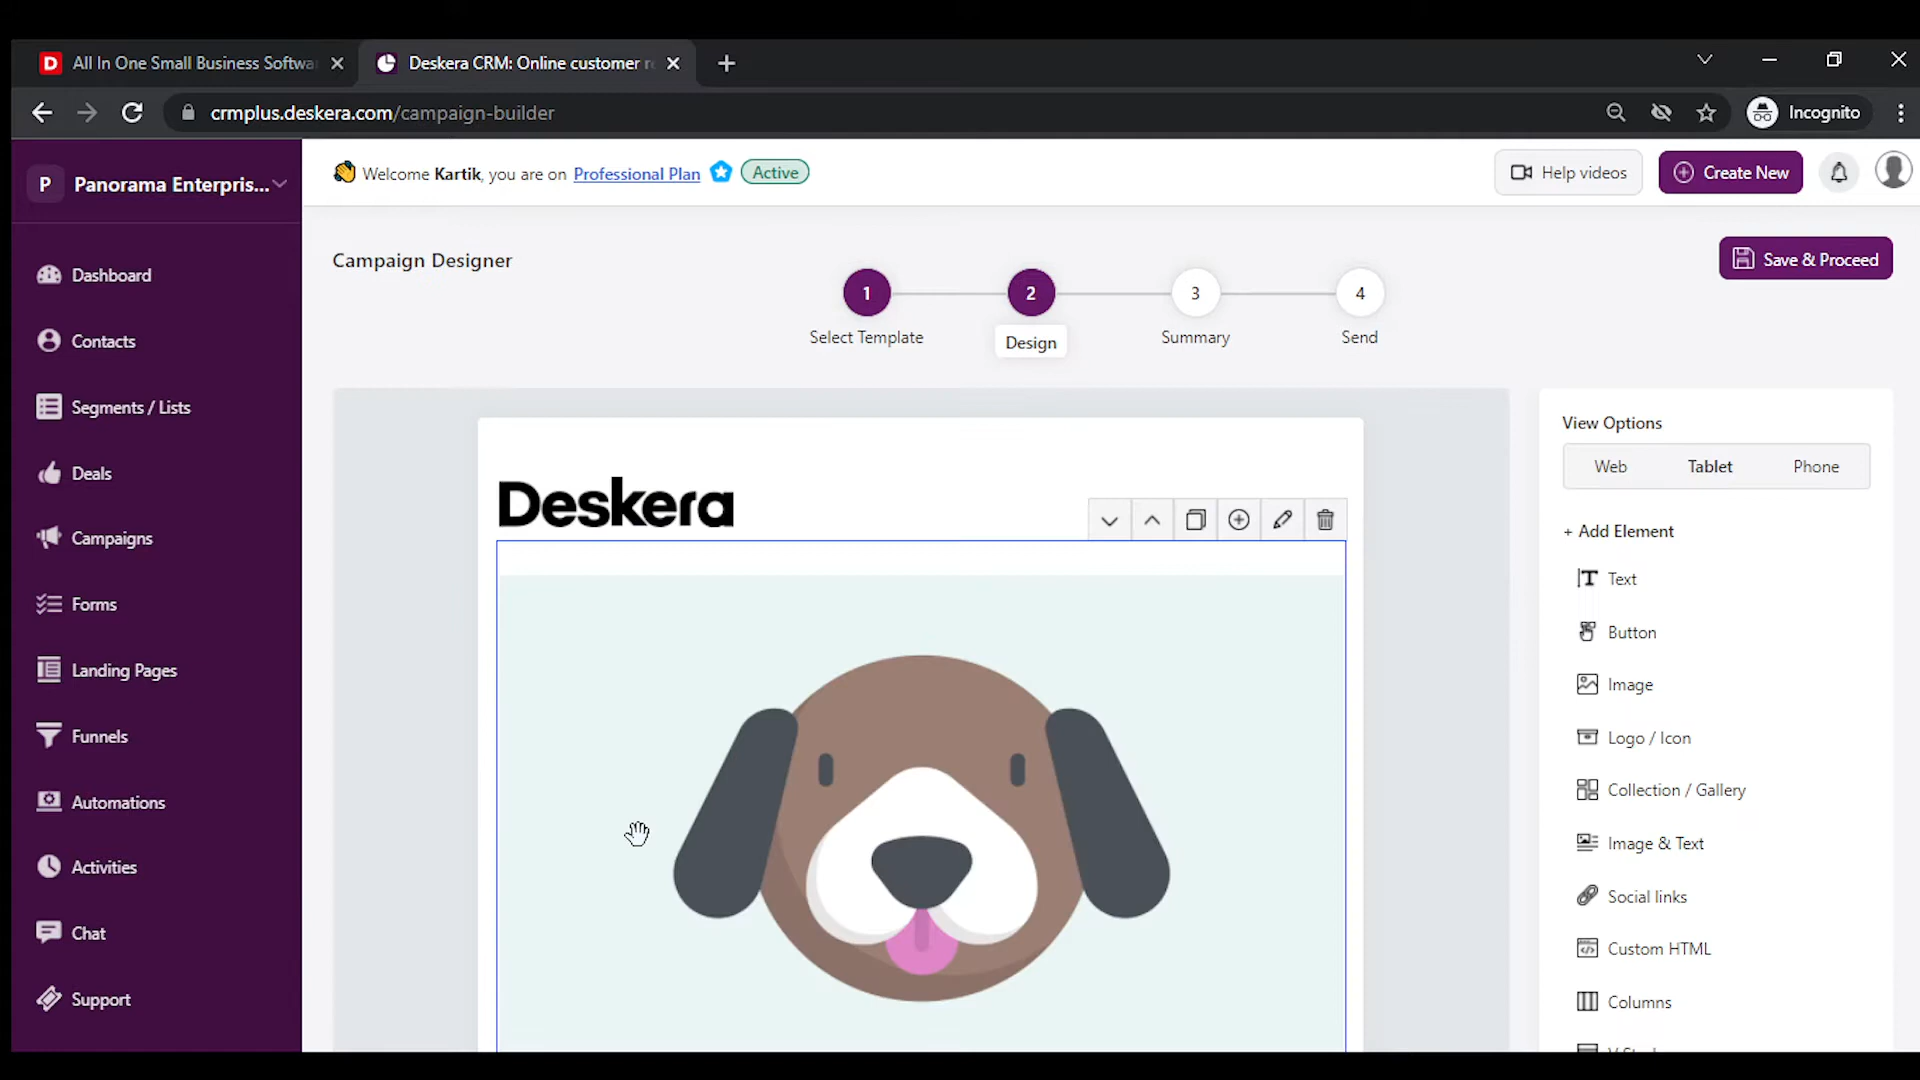 All In One Small Business Softwa
Deskera CRM: Online customer r
crmplus.deskera.com/campaign-builder
Incognito
P Panorama Enterpris...
Welcome Kartik, you are on Professional Plan Active
Help videos
Create New
Dashboard
Contacts
Segments / Lists
Deals
Campaigns
Forms
Landing Pages
Funnels
Automations
Activities
Chat
Support
Campaign Designer
1 2 3 4
Select Template
Design
Summary
Send
Save & Proceed
Deskera
View Options
Web Tablet Phone
+ Add Element
Text
Button
Image
Logo / Icon
Collection / Gallery
Image & Text
Social links
Custom HTML
Columns